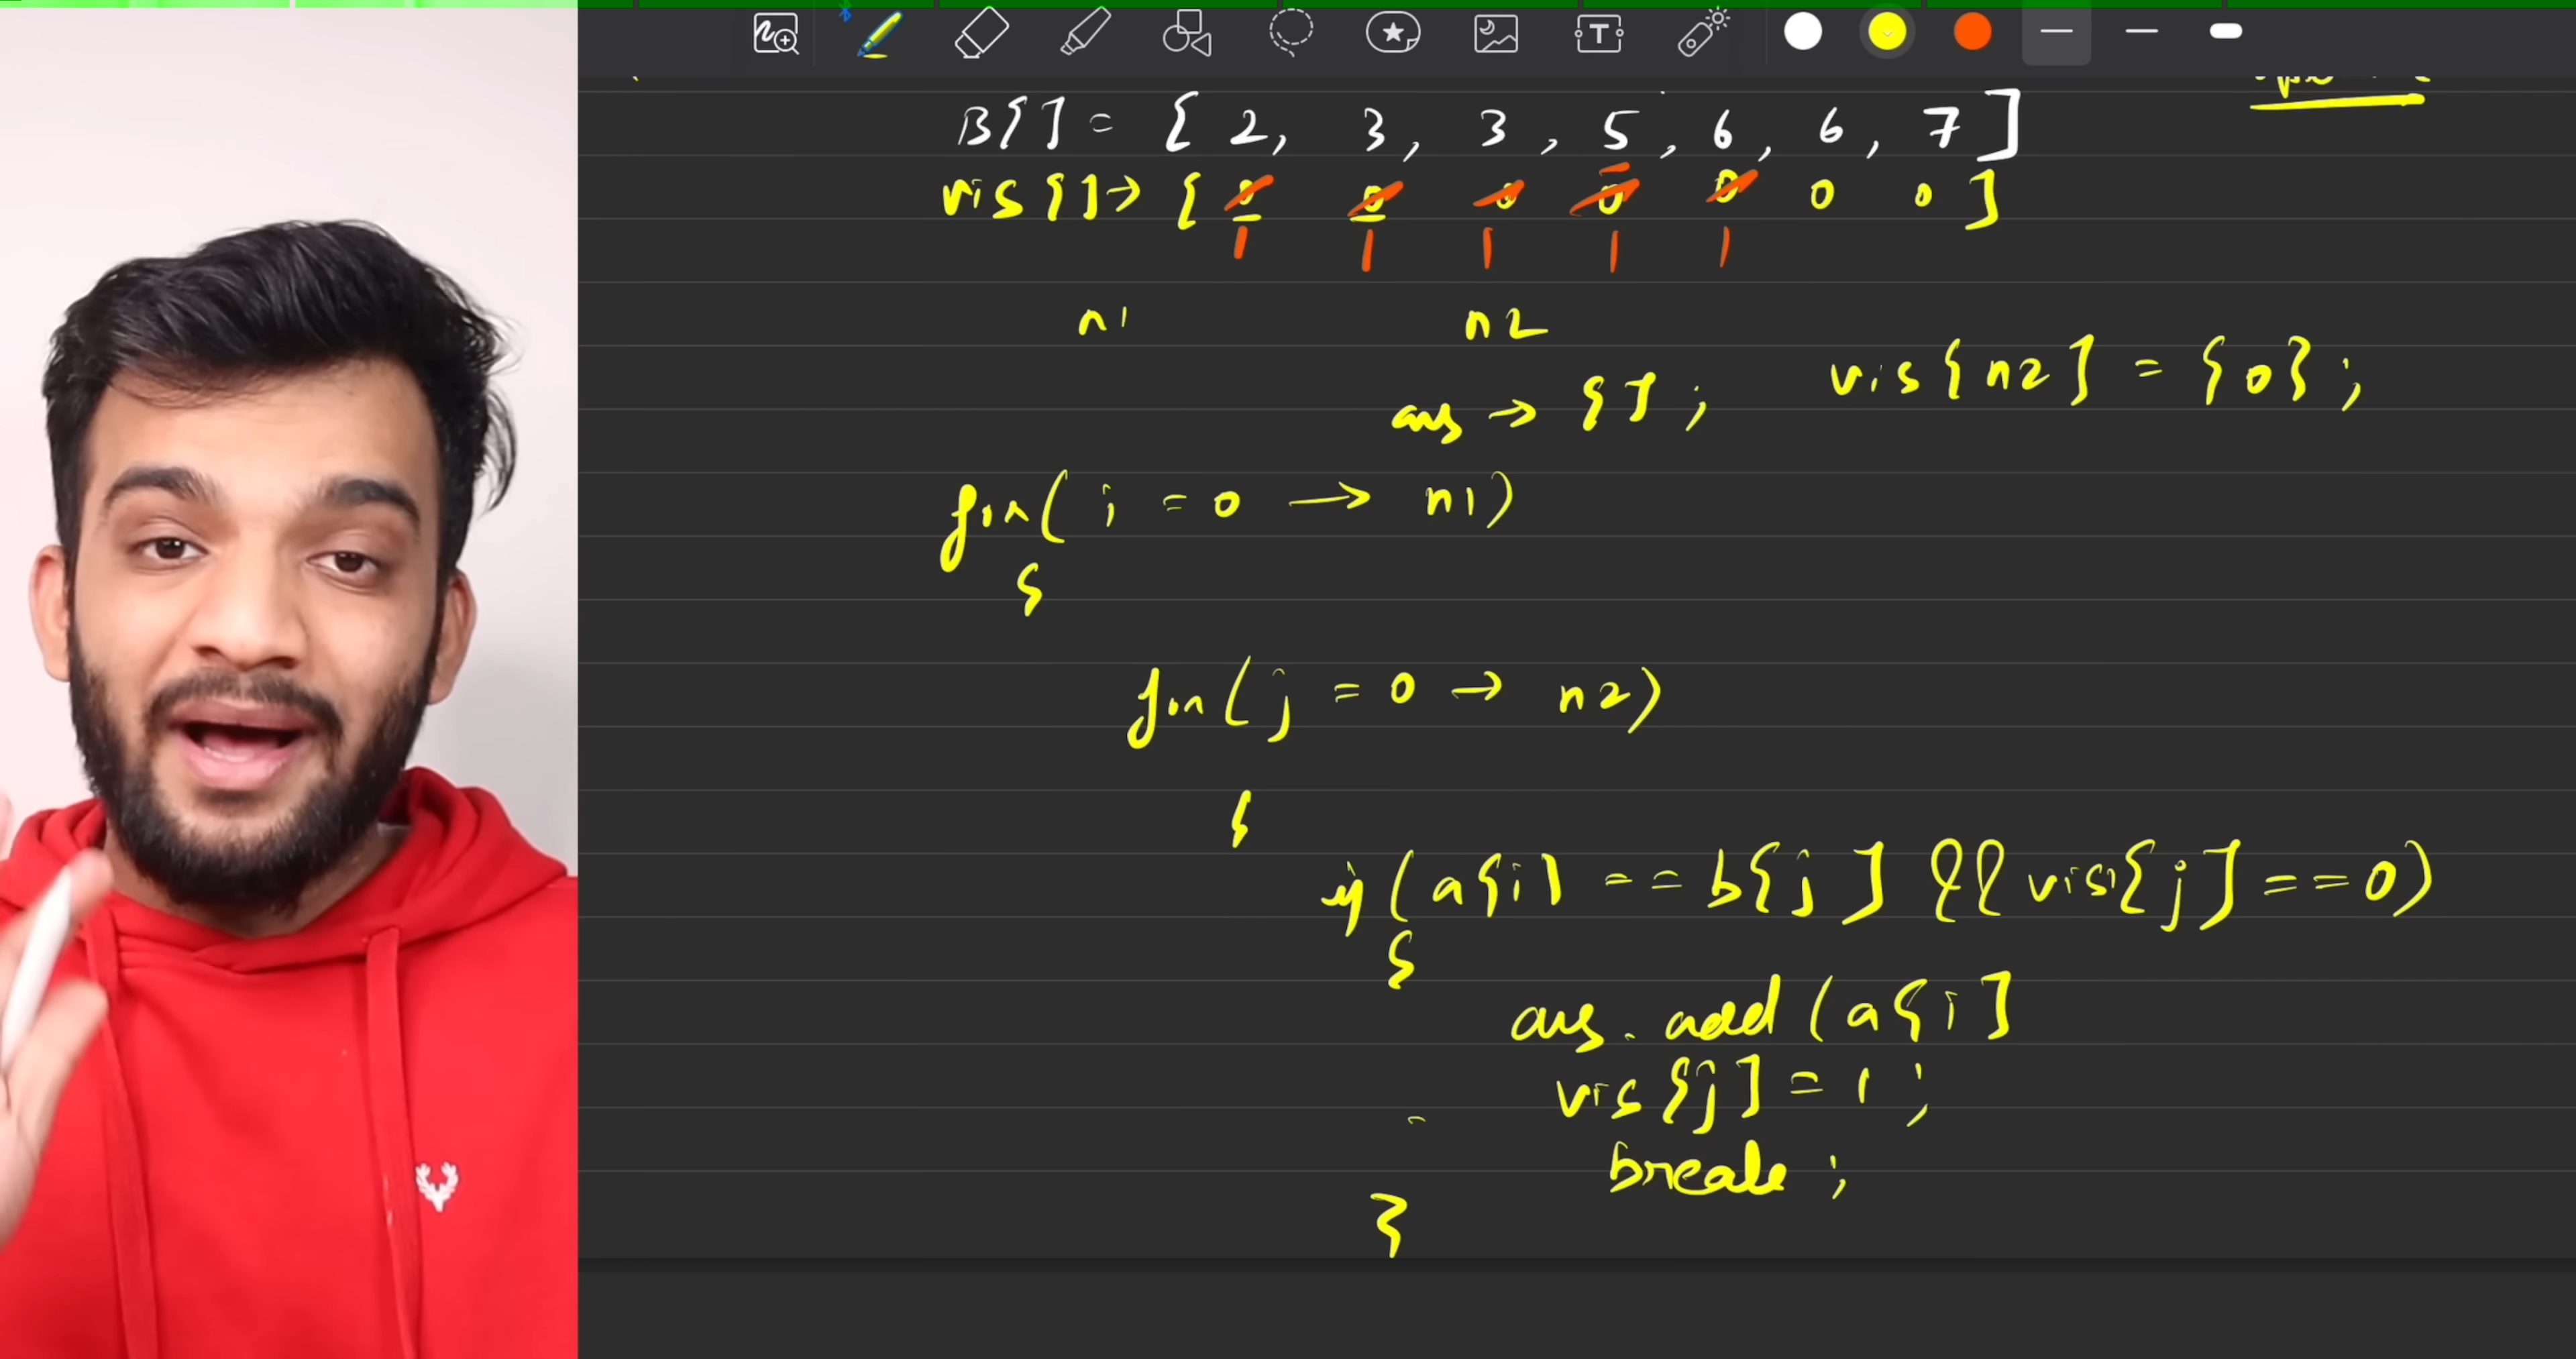 B[] = [ 2, 3, 3, 5, 6, 6, 7 ]
vis[] → [ 0 0 0 0 0 0 0 ]
1 1 1 1 1
n1 n2
ans → []; vis[n2] = {0};
for( i = 0 → n1)
{
for( j = 0 → n2)
{
if( a[i] == b[j] && vis[j] == 0)
{
ans. add (a[i]
vis[j] = 1;
break;
}